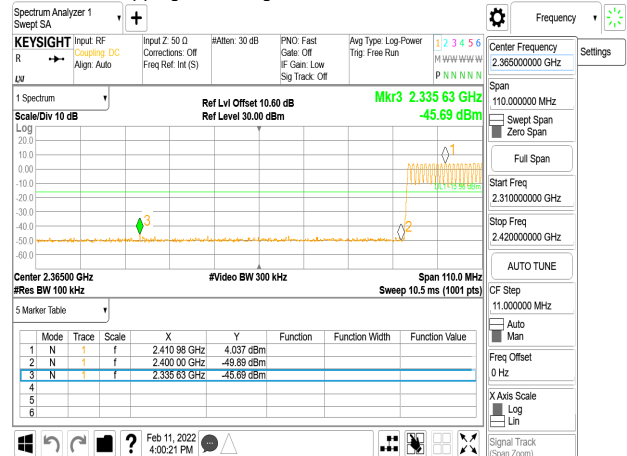 Spectrum Analyzer 1
Swept SA
Frequency
KEYSIGHT Input: RF Input Z: 50 Ω #Atten: 30 dB PNO: Fast Avg Type: Log-Power 1 2 3 4 5 6
R Coupling: DC Corrections: Off Gate: Off Trig: Free Run
Align: Auto Freq Ref: Int (S) IF Gain: Low M W W W W W
Sig Track: Off P N N N N N
LXI
1 Spectrum
Scale/Div 10 dB
Ref Lvl Offset 10.60 dB
Ref Level 30.00 dBm
Mkr3 2.335 63 GHz
-45.69 dBm
Log
20.0
10.0
0.00
-10.0
-20.0
-30.0
-40.0
-50.0
-60.0
1
2
3
Center 2.36500 GHz #Video BW 300 kHz Span 110.0 MHz
#Res BW 100 kHz Sweep 10.5 ms (1001 pts)
5 Marker Table
Mode Trace Scale X Y Function Function Width Function Value
1 N 1 f 2.410 98 GHz 4.037 dBm
2 N 1 f 2.400 00 GHz -49.89 dBm
3 N 1 f 2.335 63 GHz -45.69 dBm
4
5
6
?
Feb 11, 2022
4:00:21 PM
Center Frequency
2.365000000 GHz
Settings
Span
110.000000 MHz
Swept Span
Zero Span
Full Span
Start Freq
2.310000000 GHz
Stop Freq
2.420000000 GHz
AUTO TUNE
CF Step
11.000000 MHz
Auto
Man
Freq Offset
0 Hz
X Axis Scale
Log
Lin
Signal Track
(Span Zoom)